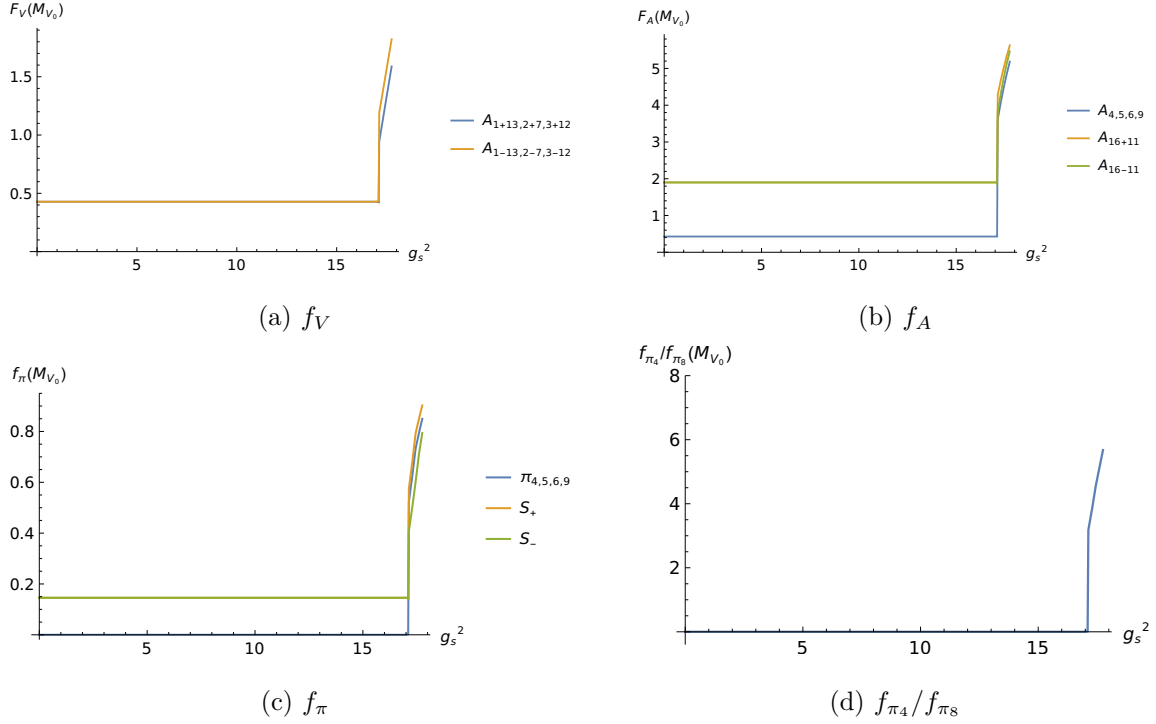 F_V(M_{V_0})
1.5
1.0
0.5
5
10
15
g_s^2
A_{1+13,2+7,3+12}
A_{1-13,2-7,3-12}
(a) f_V
F_A(M_{V_0})
5
4
3
2
1
5
10
15
g_s^2
A_{4,5,6,9}
A_{16+11}
A_{16-11}
(b) f_A
f_π(M_{V_0})
0.8
0.6
0.4
0.2
5
10
15
g_s^2
π_{4,5,6,9}
S_+
S_-
(c) f_π
f_{π_4}/f_{π_8}(M_{V_0})
8
6
4
2
0
5
10
15
g_s^2
(d) f_{π_4}/f_{π_8}